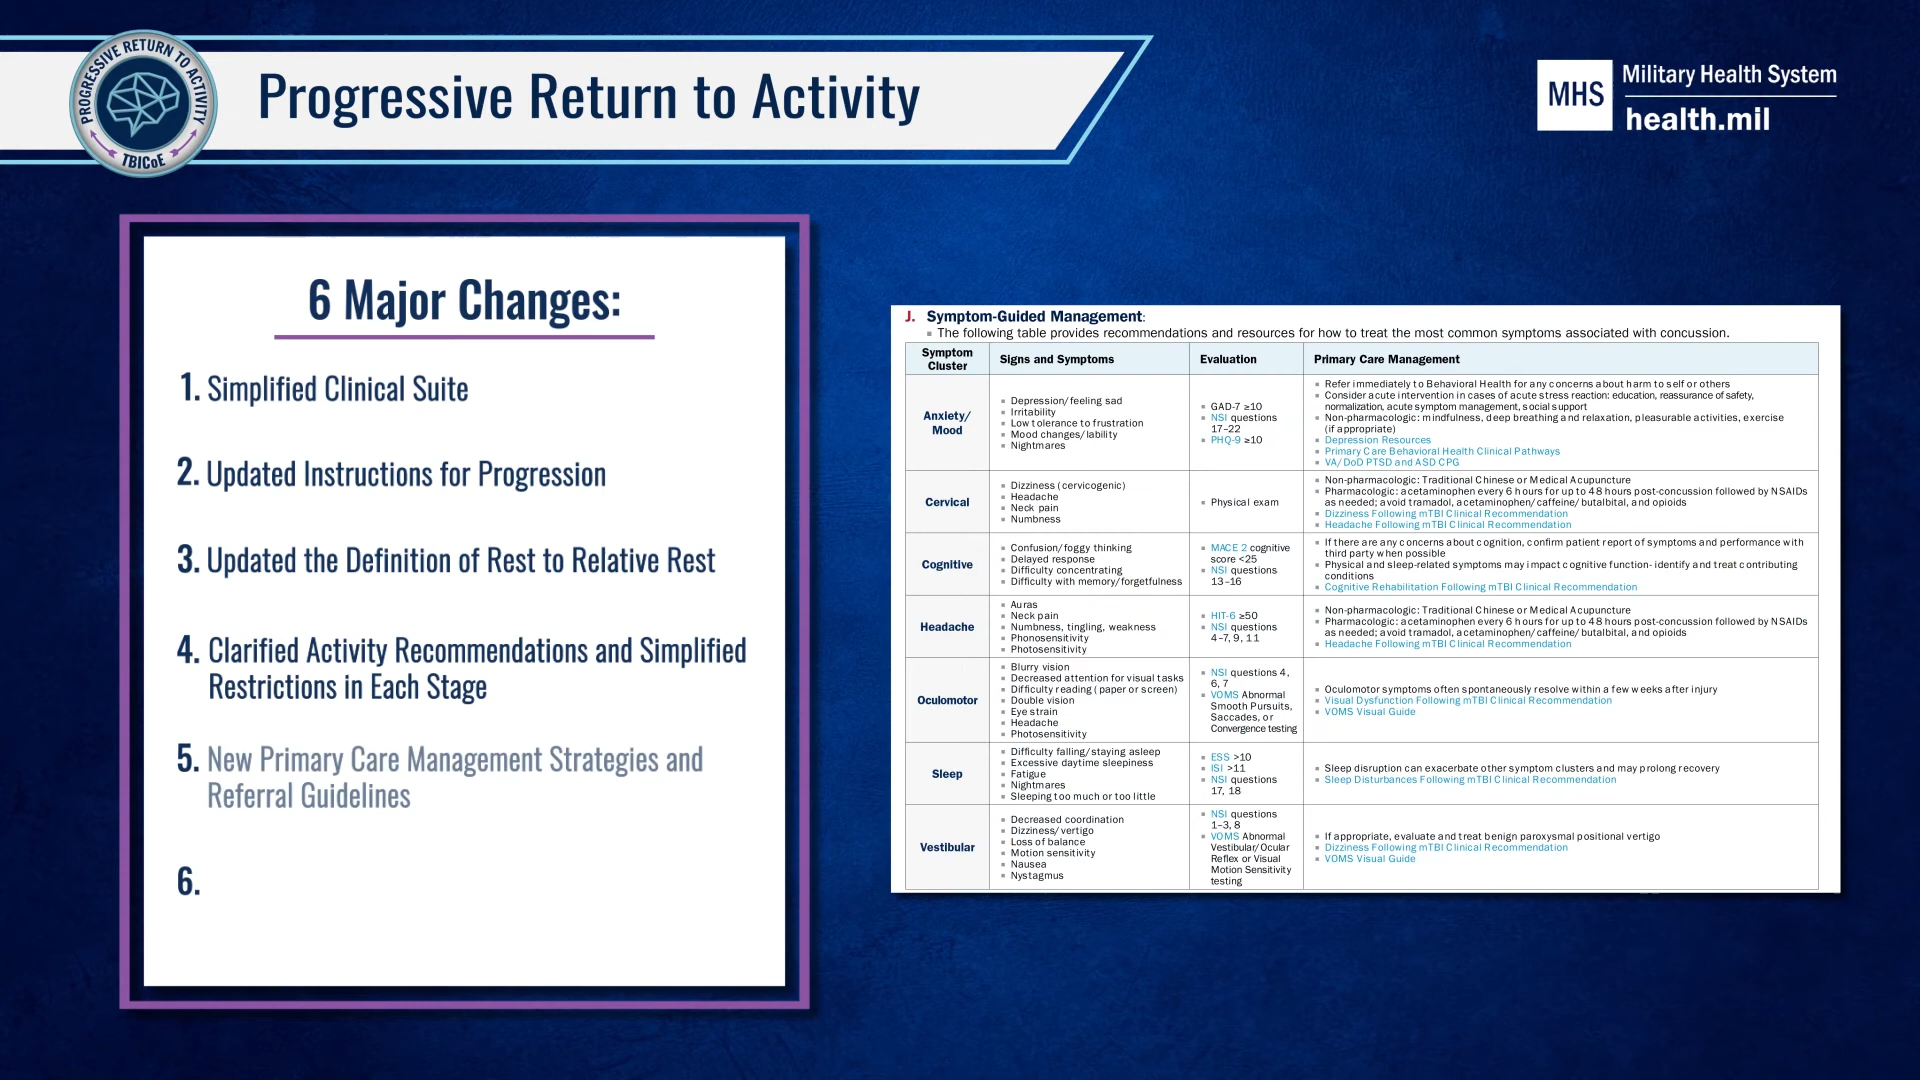 PROGRESSIVE RETURN TO ACTIVITY
TBICoE
Progressive Return to Activity
MHS
Military Health System
health.mil
6 Major Changes:
1. Simplified Clinical Suite
2. Updated Instructions for Progression
3. Updated the Definition of Rest to Relative Rest
4. Clarified Activity Recommendations and Simplified
Restrictions in Each Stage
5. New Primary Care Management Strategies and
Referral Guidelines
6.
J. Symptom-Guided Management:
The following table provides recommendations and resources for how to treat the most common symptoms associated with concussion.
Symptom
Cluster
Signs and Symptoms
Evaluation
Primary Care Management
Anxiety/
Mood
Depression/feeling sad
Irritability
Low tolerance to frustration
Mood changes/lability
Nightmares
GAD-7 ≥10
NSI questions
17–22
PHQ-9 ≥10
Refer immediately to Behavioral Health for any concerns about harm to self or others
Consider acute intervention in cases of acute stress reaction: education, reassurance of safety,
normalization, acute symptom management, social support
Non-pharmacologic: mindfulness, deep breathing and relaxation, pleasurable activities, exercise
(if appropriate)
Depression Resources
Primary Care Behavioral Health Clinical Pathways
VA/DoD PTSD and ASD CPG
Cervical
Dizziness (cervicogenic)
Headache
Neck pain
Numbness
Physical exam
Non-pharmacologic: Traditional Chinese or Medical Acupuncture
Pharmacologic: acetaminophen every 6 hours for up to 48 hours post-concussion followed by NSAIDs
as needed; avoid tramadol, acetaminophen/caffeine/butalbital, and opioids
Dizziness Following mTBI Clinical Recommendation
Headache Following mTBI Clinical Recommendation
Cognitive
Confusion/foggy thinking
Delayed response
Difficulty concentrating
Difficulty with memory/forgetfulness
MACE 2 cognitive
score <25
NSI questions
13–16
If there are any concerns about cognition, confirm patient report of symptoms and performance with
third party when possible
Physical and sleep-related symptoms may impact cognitive function- identify and treat contributing
conditions
Cognitive Rehabilitation Following mTBI Clinical Recommendation
Headache
Auras
Neck pain
Numbness, tingling, weakness
Phonosensitivity
Photosensitivity
HIT-6 ≥50
NSI questions
4–7, 9, 11
Non-pharmacologic: Traditional Chinese or Medical Acupuncture
Pharmacologic: acetaminophen every 6 hours for up to 48 hours post-concussion followed by NSAIDs
as needed; avoid tramadol, acetaminophen/caffeine/butalbital, and opioids
Headache Following mTBI Clinical Recommendation
Oculomotor
Blurry vision
Decreased attention for visual tasks
Difficulty reading (paper or screen)
Double vision
Eye strain
Headache
Photosensitivity
NSI questions 4,
6, 7
VOMS Abnormal
Smooth Pursuits,
Saccades, or
Convergence testing
Oculomotor symptoms often spontaneously resolve within a few weeks after injury
Visual Dysfunction Following mTBI Clinical Recommendation
VOMS Visual Guide
Sleep
Difficulty falling/staying asleep
Excessive daytime sleepiness
Fatigue
Nightmares
Sleeping too much or too little
ESS >10
ISI >11
NSI questions
17, 18
Sleep disruption can exacerbate other symptom clusters and may prolong recovery
Sleep Disturbances Following mTBI Clinical Recommendation
Vestibular
Decreased coordination
Dizziness/vertigo
Loss of balance
Motion sensitivity
Nausea
Nystagmus
NSI questions
1–3, 8
VOMS Abnormal
Vestibular/Ocular
Reflex or Visual
Motion Sensitivity
testing
If appropriate, evaluate and treat benign paroxysmal positional vertigo
Dizziness Following mTBI Clinical Recommendation
VOMS Visual Guide